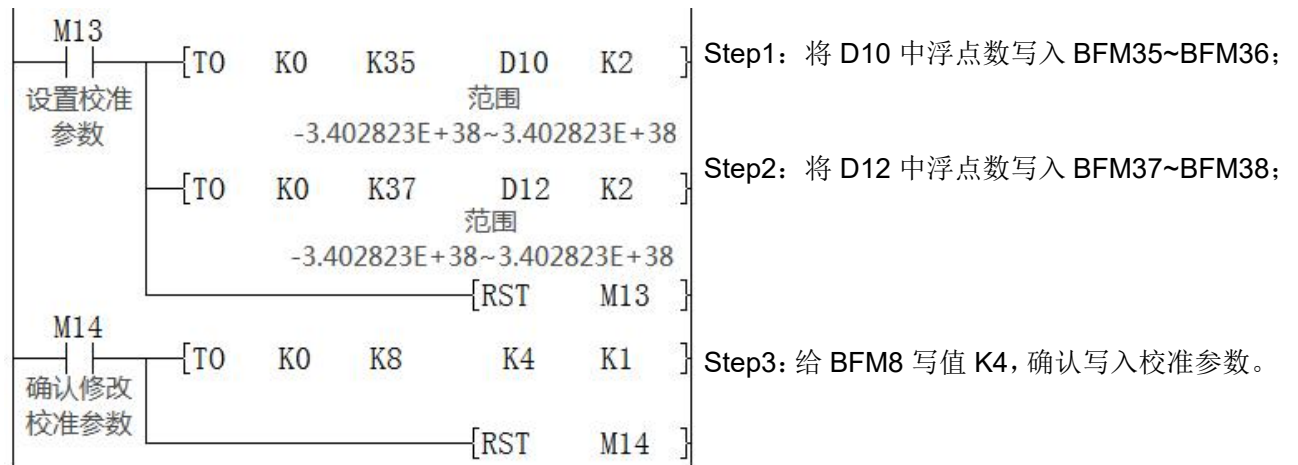 M13
[TO K0 K35 D10 K2 ]
Step1：将 D10 中浮点数写入 BFM35~BFM36；
设置校准
参数
范围
-3.402823E+38~3.402823E+38
[TO K0 K37 D12 K2 ]
Step2：将 D12 中浮点数写入 BFM37~BFM38；
范围
-3.402823E+38~3.402823E+38
[RST M13 ]
M14
[TO K0 K8 K4 K1 ]
Step3：给 BFM8 写值 K4，确认写入校准参数。
确认修改
校准参数
[RST M14 ]